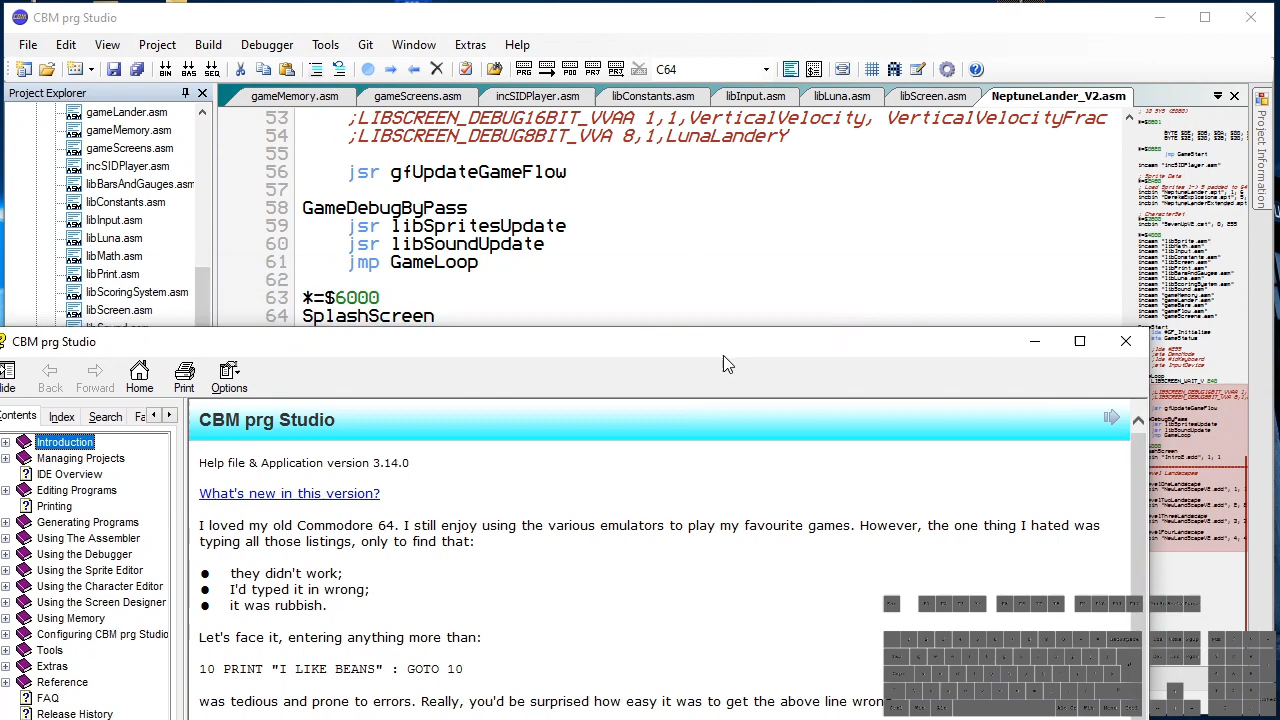 CBM prg Studio
File Edit View Project Build Debugger Tools Git Window Extras Help
BIN BAS SEQ PRG C64
Project Explorer
gameMemory.asm gameScreens.asm incSIDPlayer.asm libConstants.asm libInput.asm libLuna.asm libScreen.asm NeptuneLander_V2.asm
gameLander.asm
gameMemory.asm
gameScreens.asm
incSIDPlayer.asm
libBarsAndGauges.asm
libConstants.asm
libInput.asm
libLuna.asm
libMath.asm
libPrint.asm
libScoringSystem.asm
libScreen.asm
53 ;LIBSCREEN_DEBUG16BIT_VVAA 1,1,VerticalVelocity, VerticalVelocityFrac
54 ;LIBSCREEN_DEBUG8BIT_VVA 8,1,LunaLanderY
55
56 jsr gfUpdateGameFlow
57
58 GameDebugByPass
59 jsr libSpritesUpdate
60 jsr libSoundUpdate
61 jmp GameLoop
62
63 *=$6000
64 SplashScreen
Project Information
CBM prg Studio
ide Back Forward Home Print Options
ontents Index Search Fa
Introduction
Managing Projects
IDE Overview
Editing Programs
Printing
Generating Programs
Using The Assembler
Using the Debugger
Using the Sprite Editor
Using the Character Editor
Using the Screen Designer
Using Memory
Configuring CBM prg Studio
Tools
Extras
Reference
FAQ
Release History
CBM prg Studio
Help file & Application version 3.14.0
What's new in this version?
I loved my old Commodore 64. I still enjoy using the various emulators to play my favourite games. However, the one thing I hated was
typing all those listings, only to find that:
● they didn't work;
● I'd typed it in wrong;
● it was rubbish.
Let's face it, entering anything more than:
10 PRINT "I LIKE BEANS" : GOTO 10
was tedious and prone to errors. Really, you'd be surprised how easy it was to get the above line wron